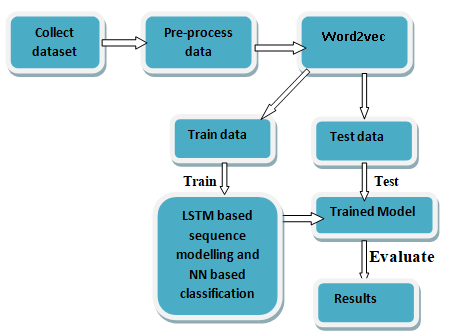 Collect
dataset
Pre-process
data
Word2vec
Train data
Test data
Train
Test
LSTM based
sequence
modelling and
NN based
classification
Trained Model
Evaluate
Results